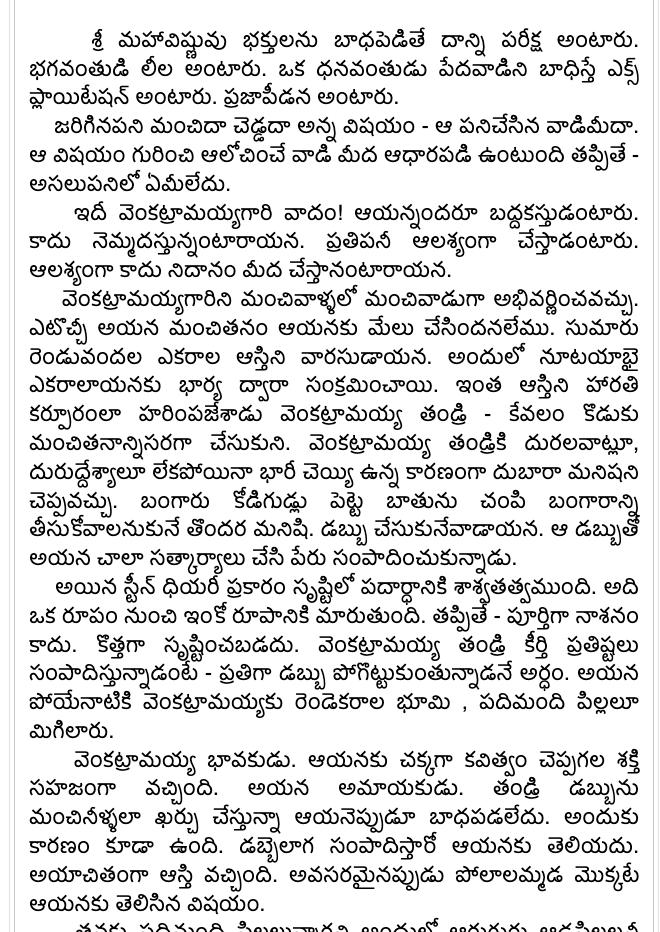 శ్రీ మహావిష్ణువు భక్తులను బాధపెడితే దాన్ని పరీక్ష అంటారు.
భగవంతుడి లీల అంటారు. ఒక ధనవంతుడు పేదవాడిని బాధిస్తే ఎక్స్
ప్లాయిటేషన్ అంటారు. ప్రజాపీడన అంటారు.
జరిగినపని మంచిదా చెడ్డదా అన్న విషయం - ఆ పనిచేసిన వాడిమీదా.
ఆ విషయం గురించి ఆలోచించే వాడి మీద ఆధారపడి ఉంటుంది తప్పితే -
అసలుపనిలో ఏమీలేదు.
ఇదీ వెంకట్రామయ్యగారి వాదం! ఆయన్నందరూ బద్దకస్తుడంటారు.
కాదు నెమ్మదస్తున్నంటారాయన. ప్రతిపనీ ఆలశ్యంగా చేస్తాడంటారు.
ఆలశ్యంగా కాదు నిదానం మీద చేస్తానంటారాయన.
వెంకట్రామయ్యగారిని మంచివాళ్ళలో మంచివాడుగా అభివర్ణించవచ్చు.
ఎటొచ్చీ అయన మంచితనం ఆయనకు మేలు చేసిందనలేము. సుమారు
రెండువందల ఎకరాల ఆస్తిని వారసుడాయన. అందులో నూటయాభై
ఎకరాలాయనకు భార్య ద్వారా సంక్రమించాయి. ఇంత ఆస్తిని హారతి
కర్పూరంలా హరింపజేశాడు వెంకట్రామయ్య తండ్రి - కేవలం కొడుకు
మంచితనాన్నిసరగా చేసుకుని. వెంకట్రామయ్య తండ్రికి దురలవాట్లూ,
దురుద్దేశ్యాలూ లేకపోయినా భారీ చెయ్యి ఉన్న కారణంగా దుబారా మనిషని
చెప్పవచ్చు. బంగారు కోడిగుడ్లు పెట్టె బాతును చంపి బంగారాన్ని
తీసుకోవాలనుకునే తొందర మనిషి. డబ్బు చేసుకునేవాడాయన. ఆ డబ్బుతో
అయన చాలా సత్కార్యాలు చేసి పేరు సంపాదించుకున్నాడు.
అయిన స్టీన్ ధియరీ ప్రకారం సృష్టిలో పదార్ధానికి శాశ్వతత్వముంది. అది
ఒక రూపం నుంచి ఇంకో రూపానికి మారుతుంది. తప్పితే - పూర్తిగా నాశనం
కాదు. కొత్తగా సృష్టించబడదు. వెంకట్రామయ్య తండ్రి కీర్తి ప్రతిష్టలు
సంపాదిస్తున్నాడంటే - ప్రతిగా డబ్బు పోగొట్టుకుంతున్నాడనే అర్ధం. అయన
పోయేనాటికి వెంకట్రామయ్యకు రెండెకరాల భూమి , పదిమంది పిల్లలూ
మిగిలారు.
వెంకట్రామయ్య భావకుడు. ఆయనకు చక్కగా కవిత్వం చెప్పగల శక్తి
సహజంగా వచ్చింది. అయన అమాయకుడు. తండ్రి డబ్బును
మంచినీళ్ళలా ఖర్చు చేస్తున్నా ఆయనెప్పుడూ బాధపడలేదు. అందుకు
కారణం కూడా ఉంది. డబ్బెలాగ సంపాదిస్తారో ఆయనకు తెలియదు.
అయాచితంగా ఆస్తి వచ్చింది. అవసరమైనప్పుడు పోలాలమ్మడ మొక్కటే
ఆయనకు తెలిసిన విషయం.